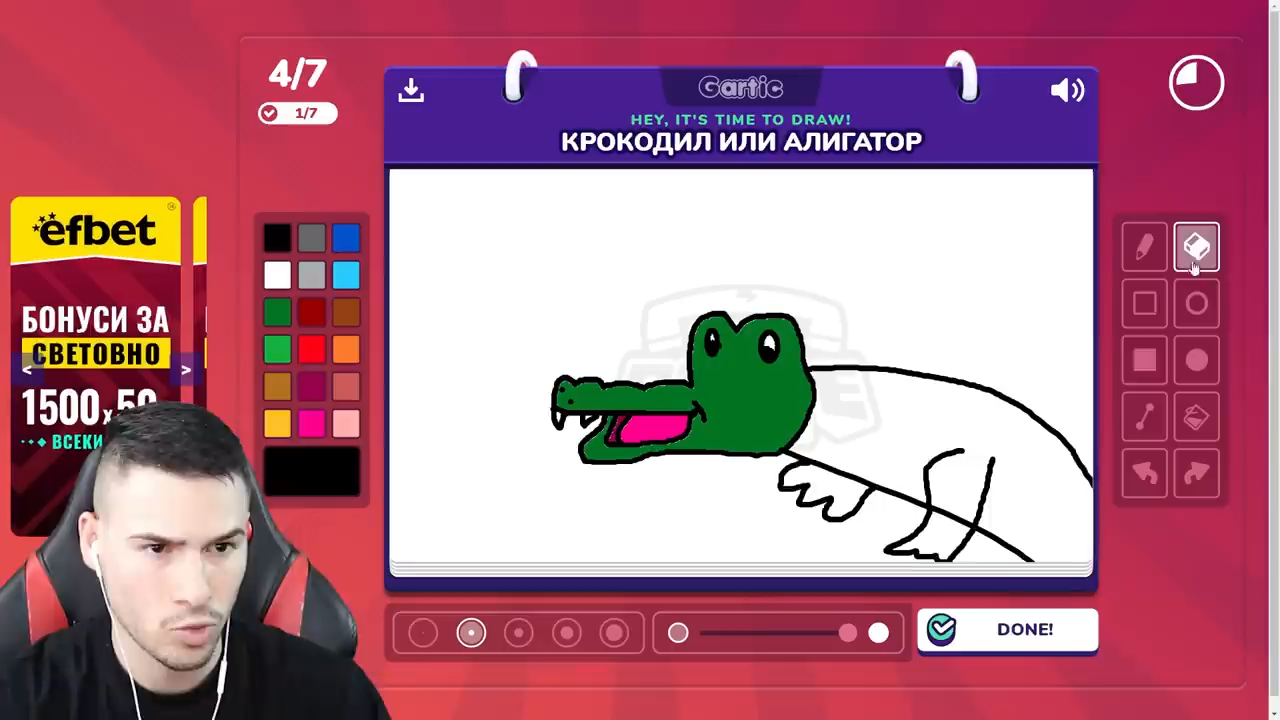 4/7
1/7
Gartic
HEY, IT'S TIME TO DRAW!
КРОКОДИЛ ИЛИ АЛИГАТОР
efbet
БОНУСИ ЗА
СВЕТОВНО
< >
ВСЕКИ
DONE!